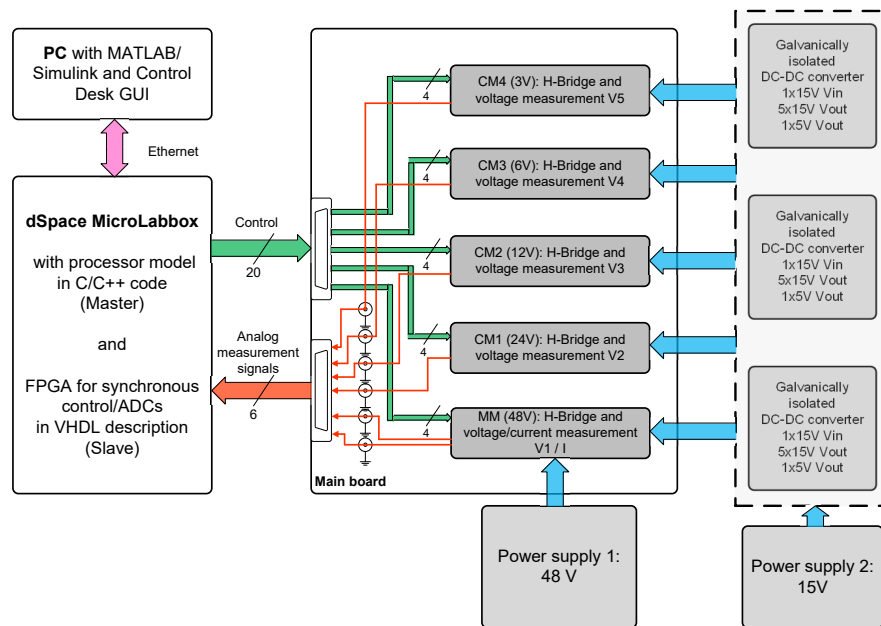 PC with MATLAB/
Simulink and Control
Desk GUI
Ethernet
dSpace MicroLabbox
with processor model
in C/C++ code
(Master)
and
FPGA for synchronous
control/ADCs
in VHDL description
(Slave)
Control
20
Analog
measurement
signals
6
4
CM4 (3V): H-Bridge and
voltage measurement V5
4
CM3 (6V): H-Bridge and
voltage measurement V4
4
CM2 (12V): H-Bridge and
voltage measurement V3
4
CM1 (24V): H-Bridge and
voltage measurement V2
4
MM (48V): H-Bridge and
voltage/current measurement
V1 / I
Main board
Power supply 1:
48 V
Galvanically
isolated
DC-DC converter
1x15V Vin
5x15V Vout
1x5V Vout
Galvanically
isolated
DC-DC converter
1x15V Vin
5x15V Vout
1x5V Vout
Galvanically
isolated
DC-DC converter
1x15V Vin
5x15V Vout
1x5V Vout
Power supply 2:
15V